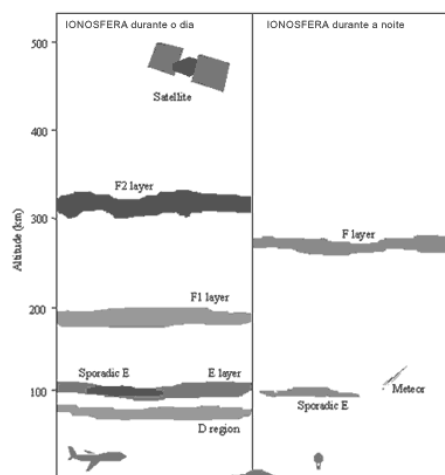 IONOSFERA durante o dia
IONOSFERA durante a noite
500
Satellite
400
F2 layer
300
F layer
Altitude (km)
F1 layer
200
Sporadic E
E layer
100
Meteor
Sporadic E
D region